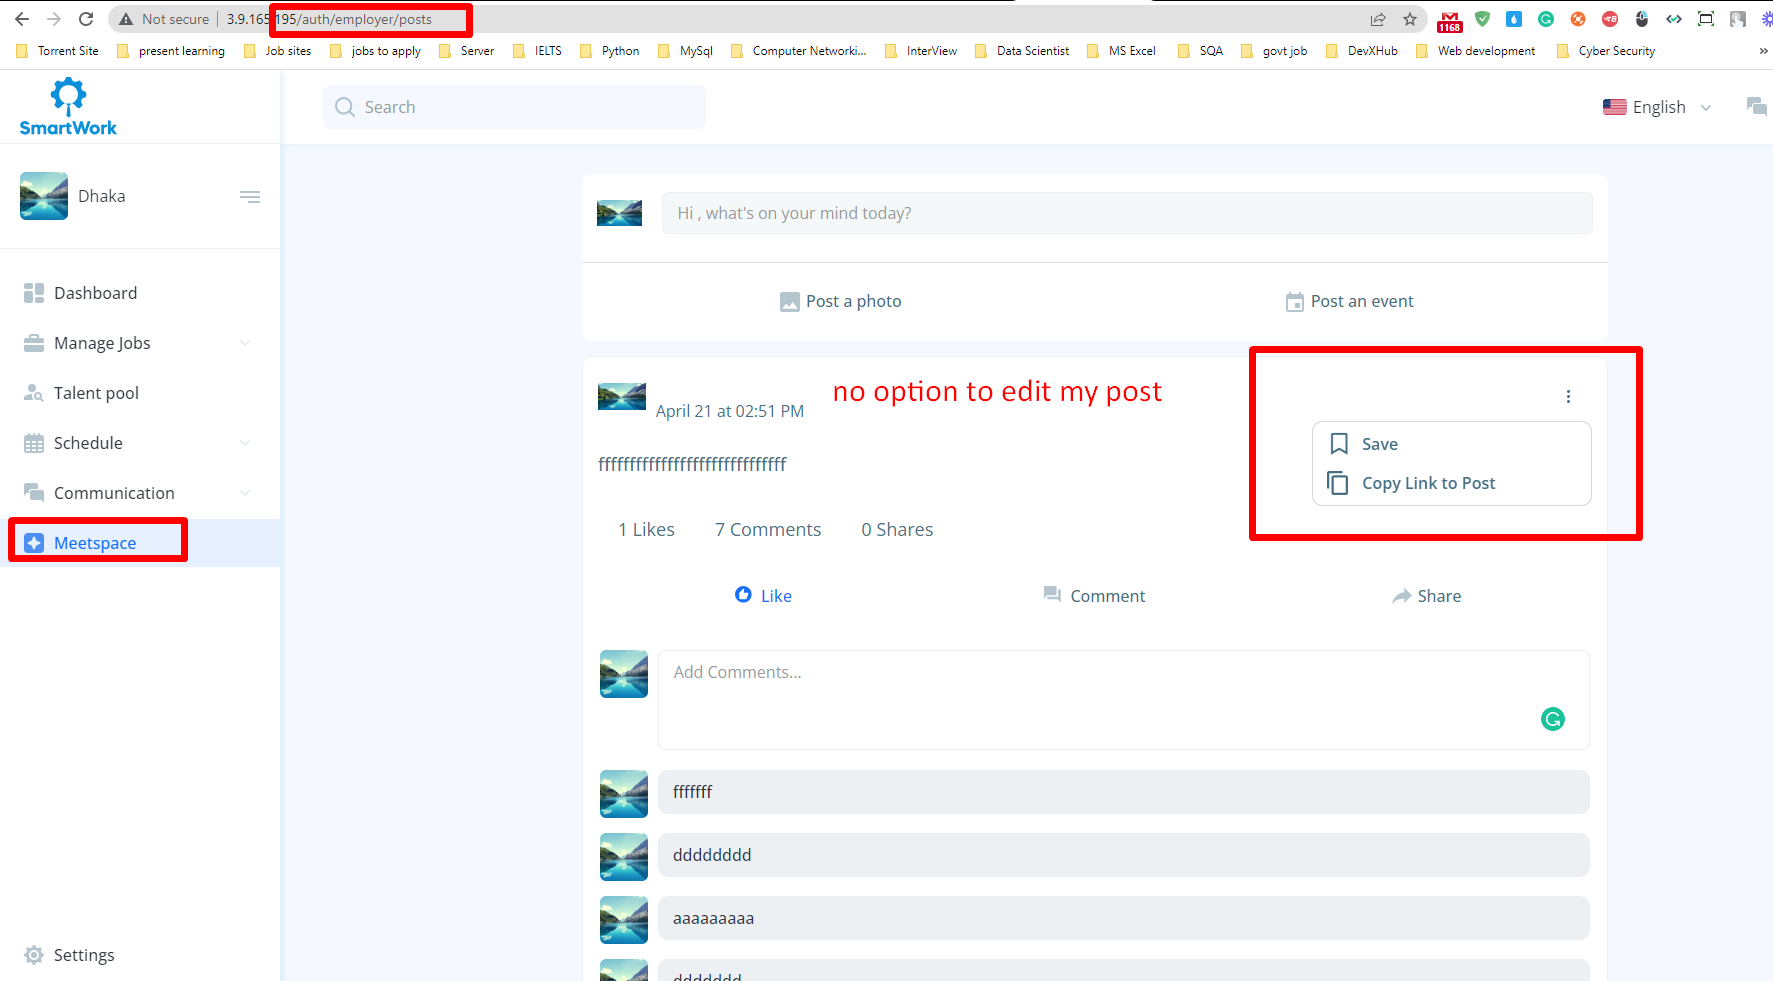 Not secure | 3.9.165.195/auth/employer/posts
1168
Torrent Site present learning Job sites jobs to apply Server IELTS Python MySql Computer Networki... InterView Data Scientist MS Excel SQA govt job DevXHub Web development Cyber Security »
SmartWork
Search
English
Dhaka
Hi , what's on your mind today?
Dashboard
Post a photo
Post an event
Manage Jobs
Talent pool
no option to edit my post
April 21 at 02:51 PM
Schedule
Save
ffffffffffffffffffffffffffffffff
Copy Link to Post
Communication
1 Likes 7 Comments 0 Shares
Meetspace
Like Comment Share
Add Comments...
fffffff
dddddddd
aaaaaaaaa
Settings
ddddddd